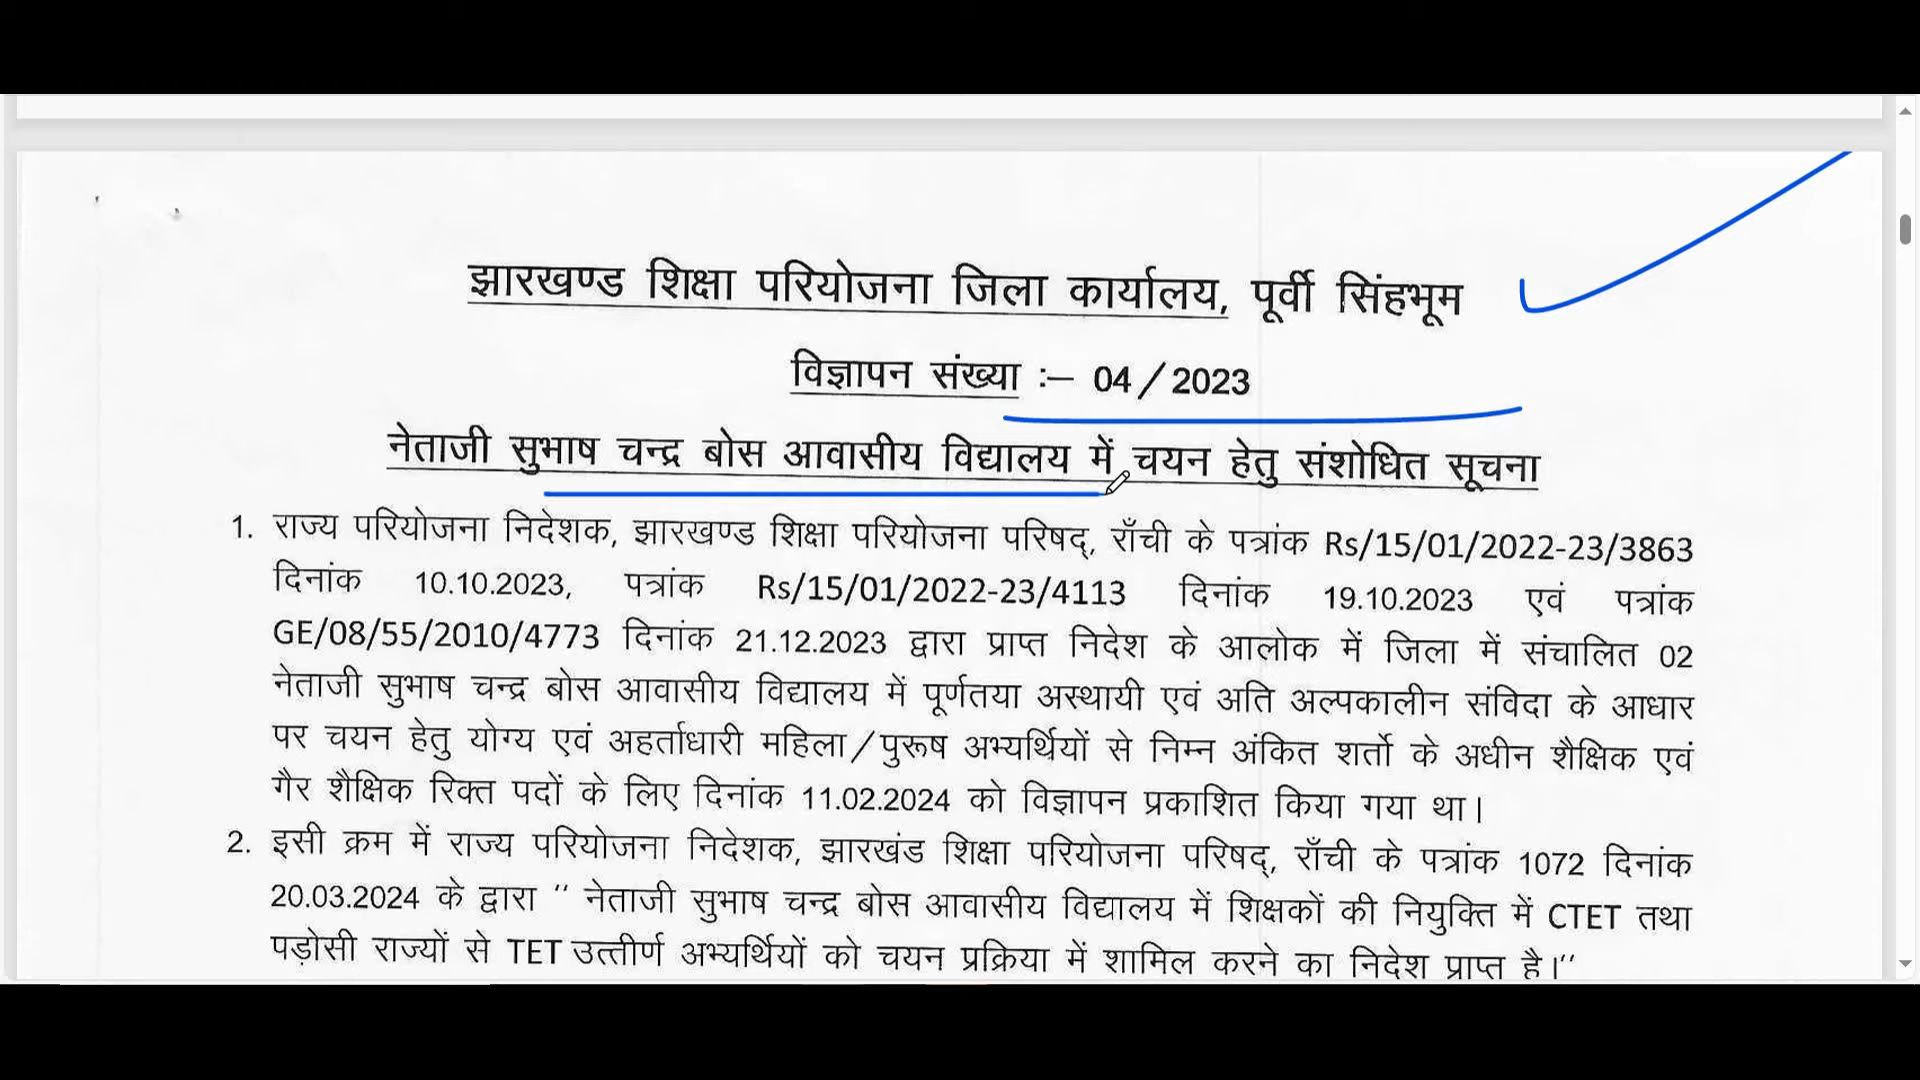 झारखण्ड शिक्षा परियोजना जिला कार्यालय, पूर्वी सिंहभूम
विज्ञापन संख्या :– 04/2023
नेताजी सुभाष चन्द्र बोस आवासीय विद्यालय में चयन हेतु संशोधित सूचना
1. राज्य परियोजना निदेशक, झारखण्ड शिक्षा परियोजना परिषद्, राँची के पत्रांक Rs/15/01/2022-23/3863
दिनांक 10.10.2023, पत्रांक Rs/15/01/2022-23/4113 दिनांक 19.10.2023 एवं पत्रांक
GE/08/55/2010/4773 दिनांक 21.12.2023 द्वारा प्राप्त निदेश के आलोक में जिला में संचालित 02
नेताजी सुभाष चन्द्र बोस आवासीय विद्यालय में पूर्णतया अस्थायी एवं अति अल्पकालीन संविदा के आधार
पर चयन हेतु योग्य एवं अहर्ताधारी महिला/पुरूष अभ्यर्थियों से निम्न अंकित शर्तो के अधीन शैक्षिक एवं
गैर शैक्षिक रिक्त पदों के लिए दिनांक 11.02.2024 को विज्ञापन प्रकाशित किया गया था।
2. इसी क्रम में राज्य परियोजना निदेशक, झारखंड शिक्षा परियोजना परिषद्, राँची के पत्रांक 1072 दिनांक
20.03.2024 के द्वारा “ नेताजी सुभाष चन्द्र बोस आवासीय विद्यालय में शिक्षकों की नियुक्ति में CTET तथा
पड़ोसी राज्यों से TET उत्तीर्ण अभ्यर्थियों को चयन प्रक्रिया में शामिल करने का निदेश प्राप्त है।”